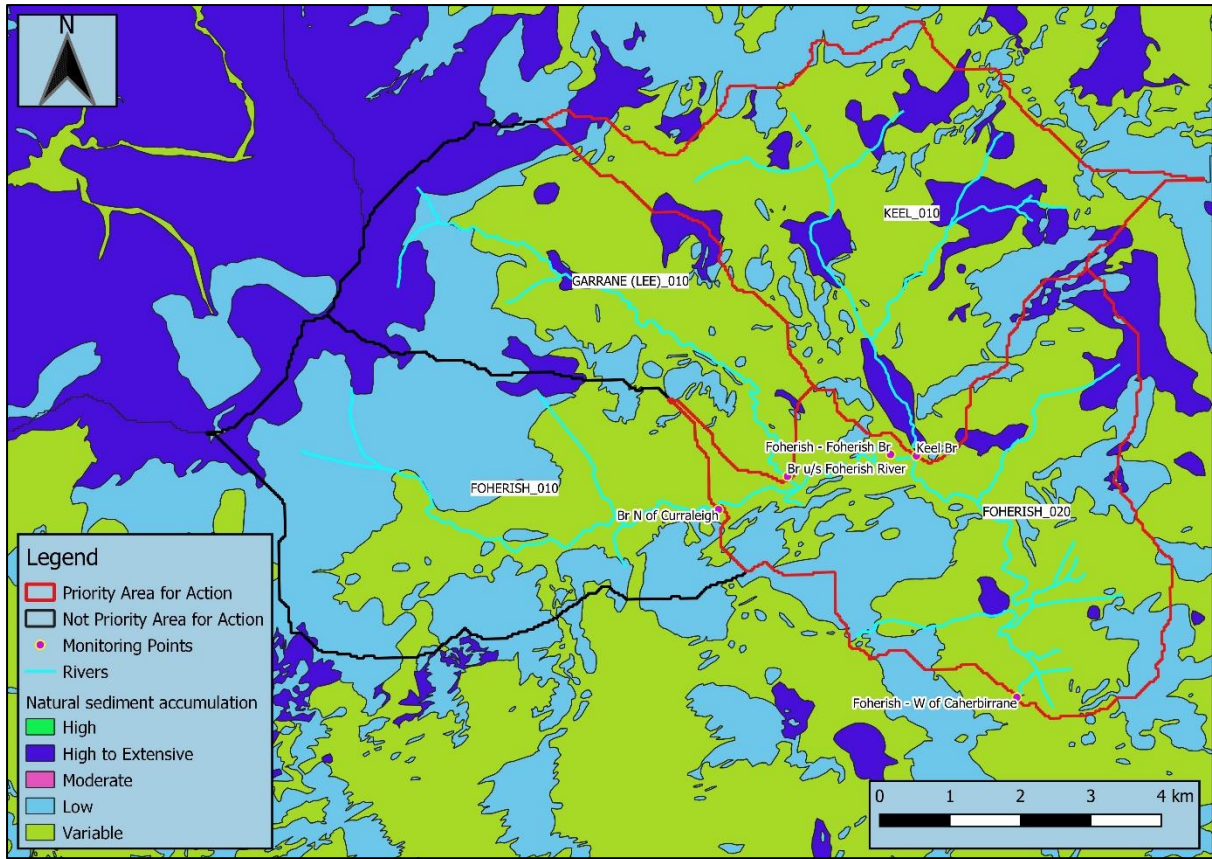 N
KEEL_010
GARRANE (LEE)_010
Foherish - Foherish Br
Keel Br
Br u/s Foherish River
FOHERISH_010
Br N of Curraleigh
FOHERISH_020
Foherish - W of Caherbirrane
Legend
Priority Area for Action
Not Priority Area for Action
Monitoring Points
Rivers
Natural sediment accumulation
High
High to Extensive
Moderate
Low
Variable
0 1 2 3 4 km